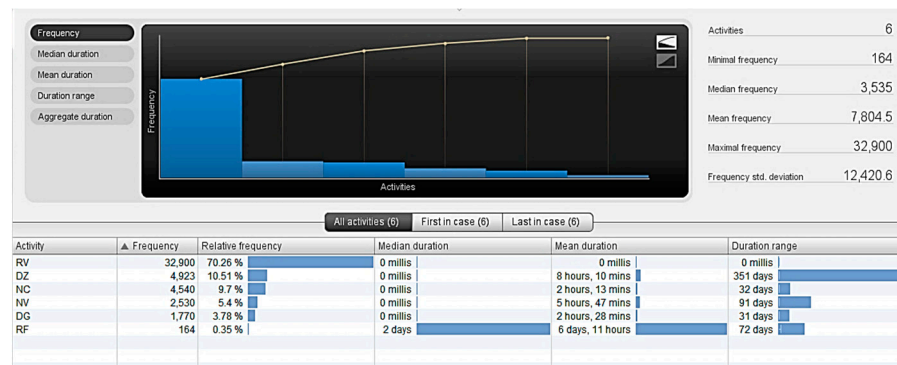 Frequency
Median duration
Mean duration
Duration range
Aggregate duration
Frequency
Activities
Activities 6
Minimal frequency 164
Median frequency 3,535
Mean frequency 7,804.5
Maximal frequency 32,900
Frequency std. deviation 12,420.6
All activities (6) First in case (6) Last in case (6)
Activity Frequency Relative frequency Median duration Mean duration Duration range
RV 32,900 70.26 % 0 millis 0 millis 0 millis
DZ 4,923 10.51 % 0 millis 8 hours, 10 mins 351 days
NC 4,540 9.7 % 0 millis 2 hours, 13 mins 32 days
NV 2,530 5.4 % 0 millis 5 hours, 47 mins 91 days
DG 1,770 3.78 % 0 millis 2 hours, 28 mins 31 days
RF 164 0.35 % 2 days 6 days, 11 hours 72 days